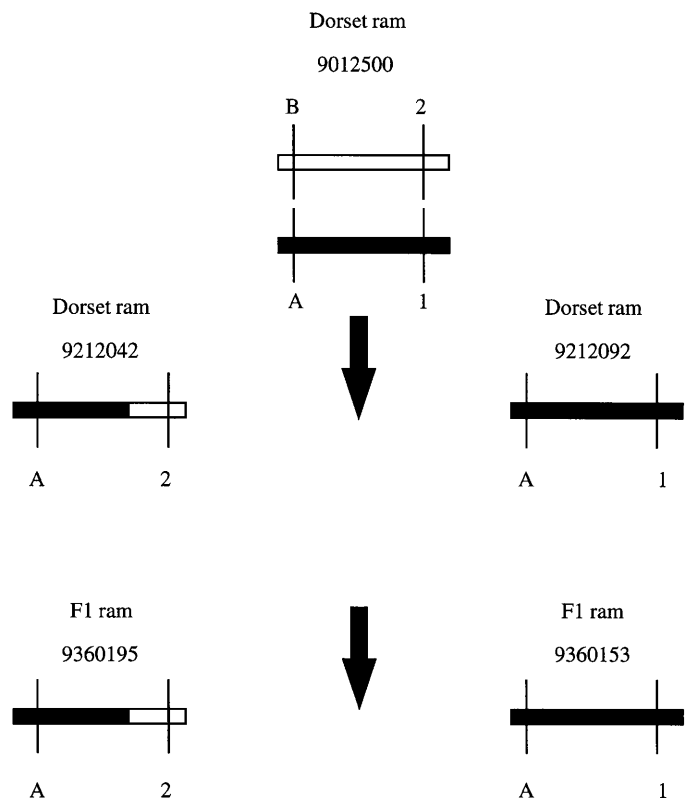 Dorset ram
9012500
B 2
A 1
Dorset ram
9212042
A 2
Dorset ram
9212092
A 1
F1 ram
9360195
A 2
F1 ram
9360153
A 1